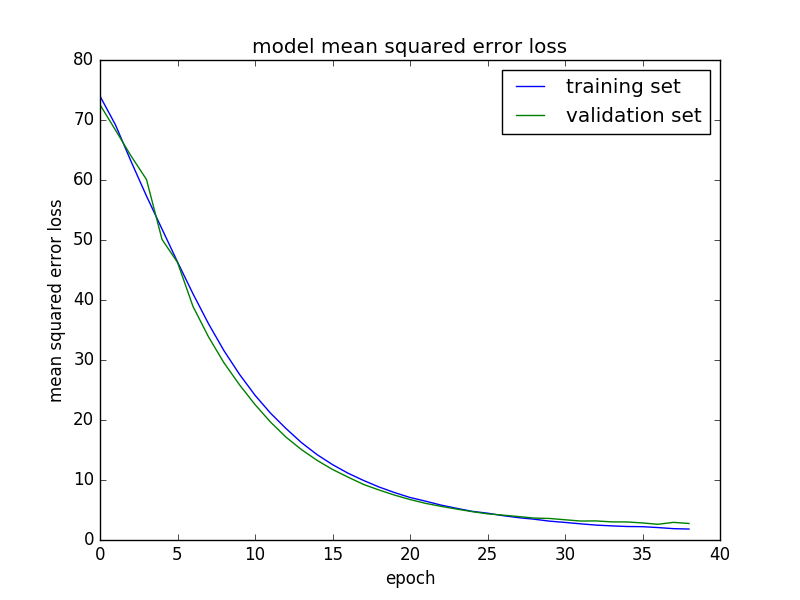 model mean squared error loss
training set
validation set
mean squared error loss
80
70
60
50
40
30
20
10
0
0 5 10 15 20 25 30 35 40
epoch